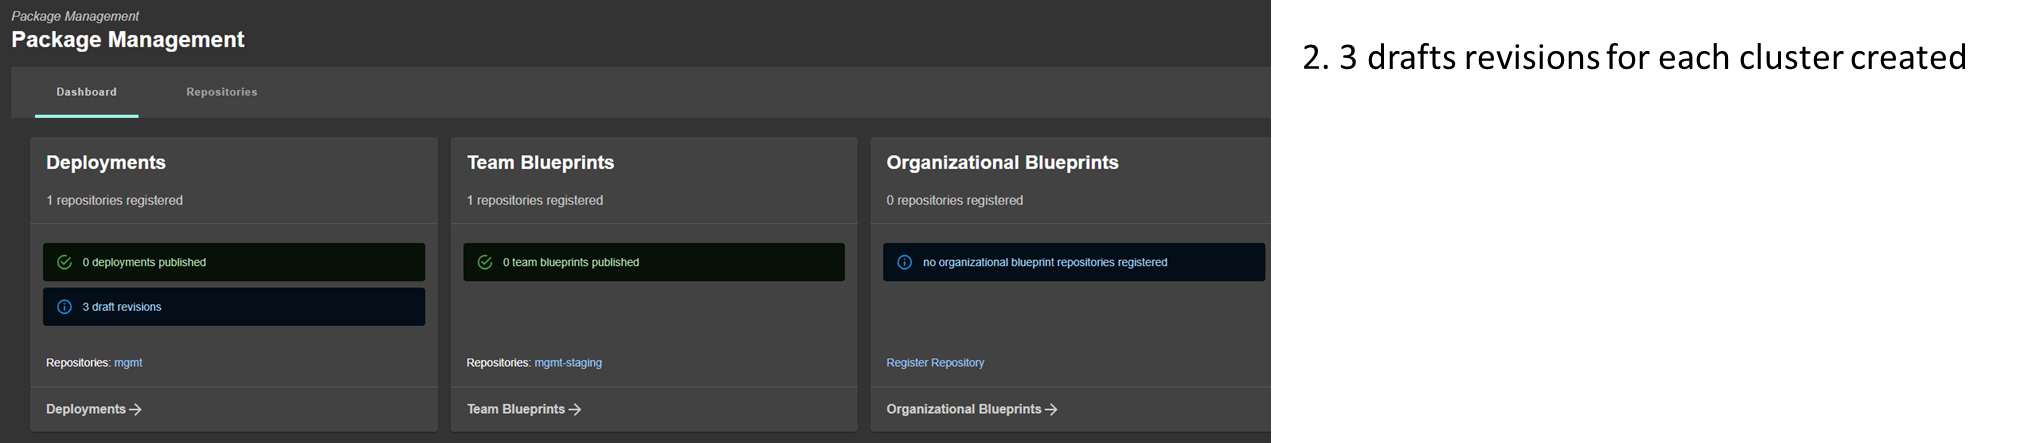 Package Management
Package Management
Dashboard
Repositories
Deployments
1 repositories registered
0 deployments published
3 draft revisions
Repositories: mgmt
Deployments
Team Blueprints
1 repositories registered
0 team blueprints published
Repositories: mgmt-staging
Team Blueprints
Organizational Blueprints
0 repositories registered
no organizational blueprint repositories registered
Register Repository
Organizational Blueprints
2. 3 drafts revisions for each cluster created